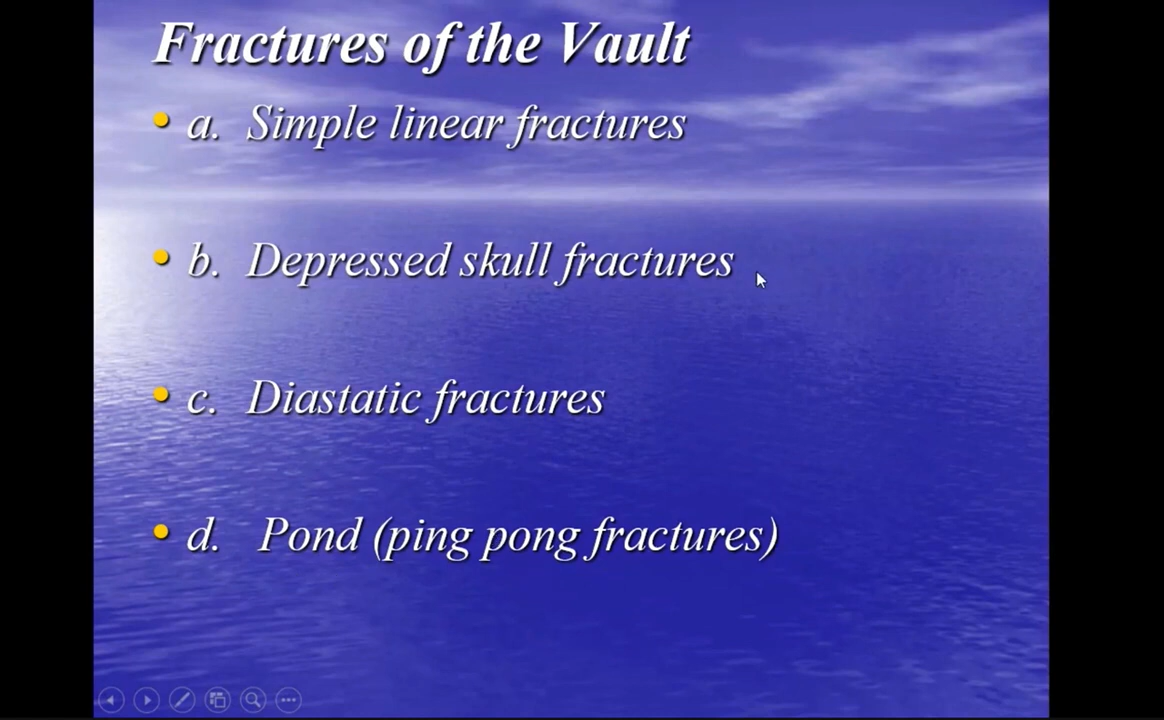 Fractures of the Vault
• a. Simple linear fractures
• b. Depressed skull fractures
• c. Diastatic fractures
• d. Pond (ping pong fractures)